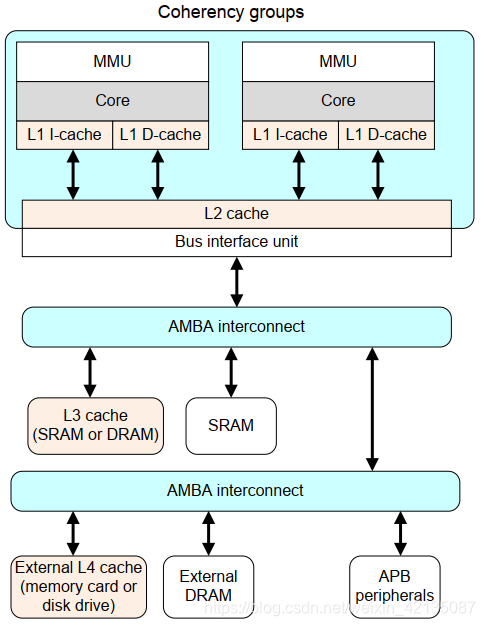 Coherency groups
MMU
Core
L1 I-cache
L1 D-cache
MMU
Core
L1 I-cache
L1 D-cache
L2 cache
Bus interface unit
AMBA interconnect
L3 cache
(SRAM or DRAM)
SRAM
AMBA interconnect
External L4 cache
(memory card or
disk drive)
External
DRAM
APB
peripherals